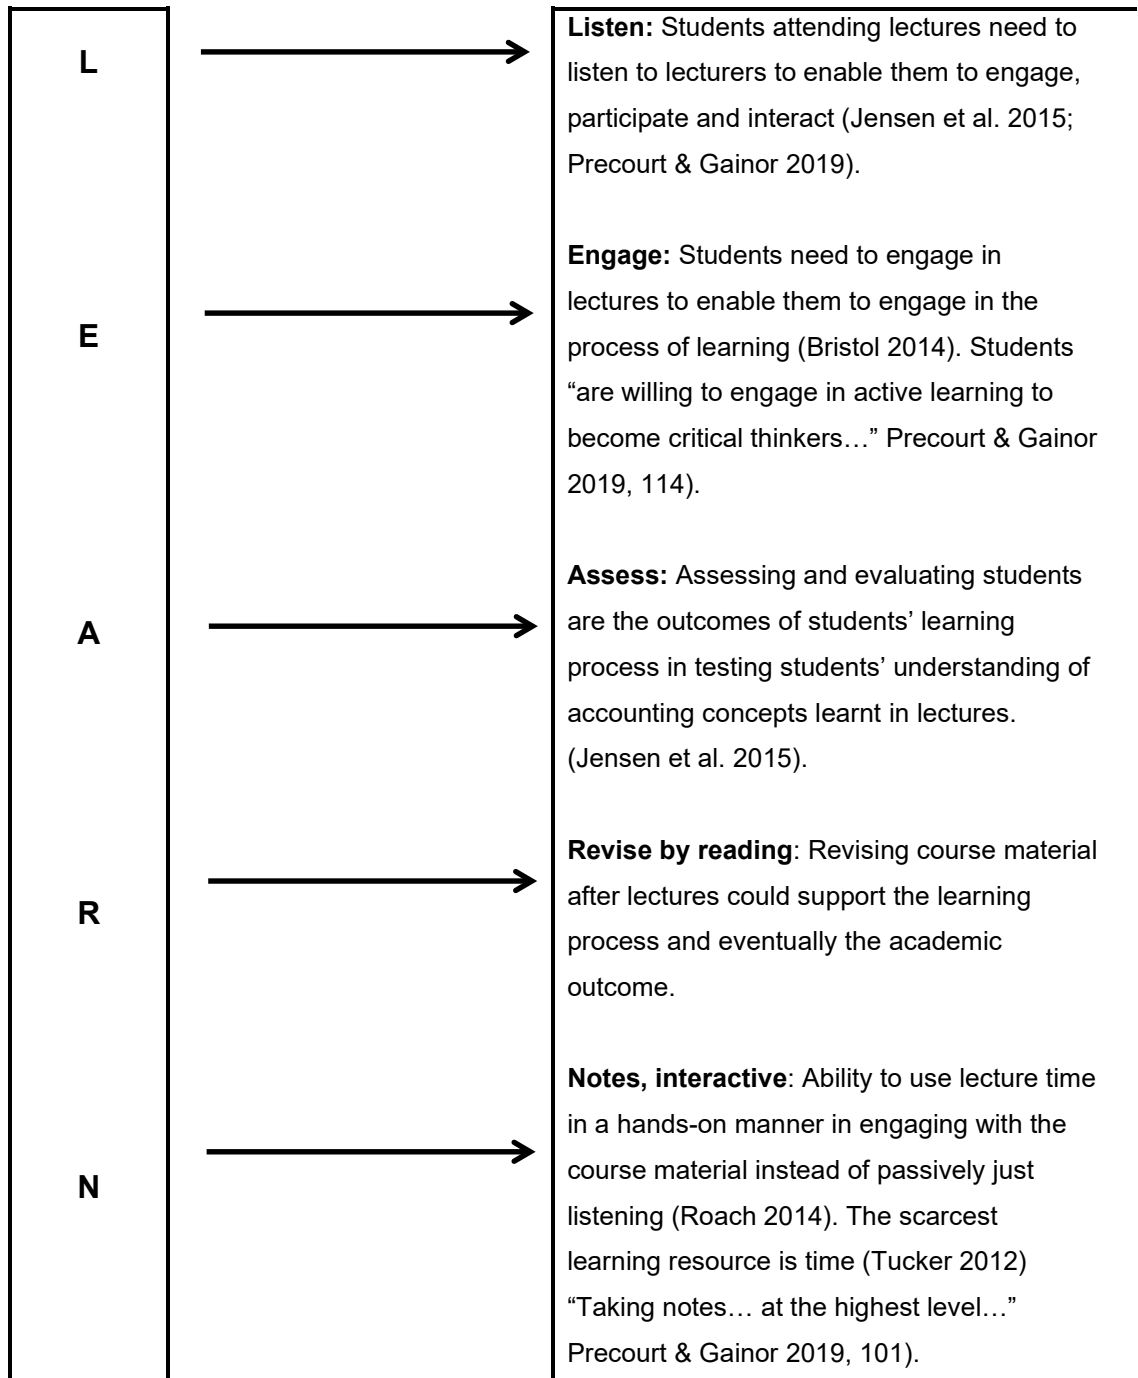 L
Listen: Students attending lectures need to
listen to lecturers to enable them to engage,
participate and interact (Jensen et al. 2015;
Precourt & Gainor 2019).
E
Engage: Students need to engage in
lectures to enable them to engage in the
process of learning (Bristol 2014). Students
“are willing to engage in active learning to
become critical thinkers…” Precourt & Gainor
2019, 114).
A
Assess: Assessing and evaluating students
are the outcomes of students’ learning
process in testing students’ understanding of
accounting concepts learnt in lectures.
(Jensen et al. 2015).
R
Revise by reading: Revising course material
after lectures could support the learning
process and eventually the academic
outcome.
N
Notes, interactive: Ability to use lecture time
in a hands-on manner in engaging with the
course material instead of passively just
listening (Roach 2014). The scarcest
learning resource is time (Tucker 2012)
“Taking notes… at the highest level…”
Precourt & Gainor 2019, 101).